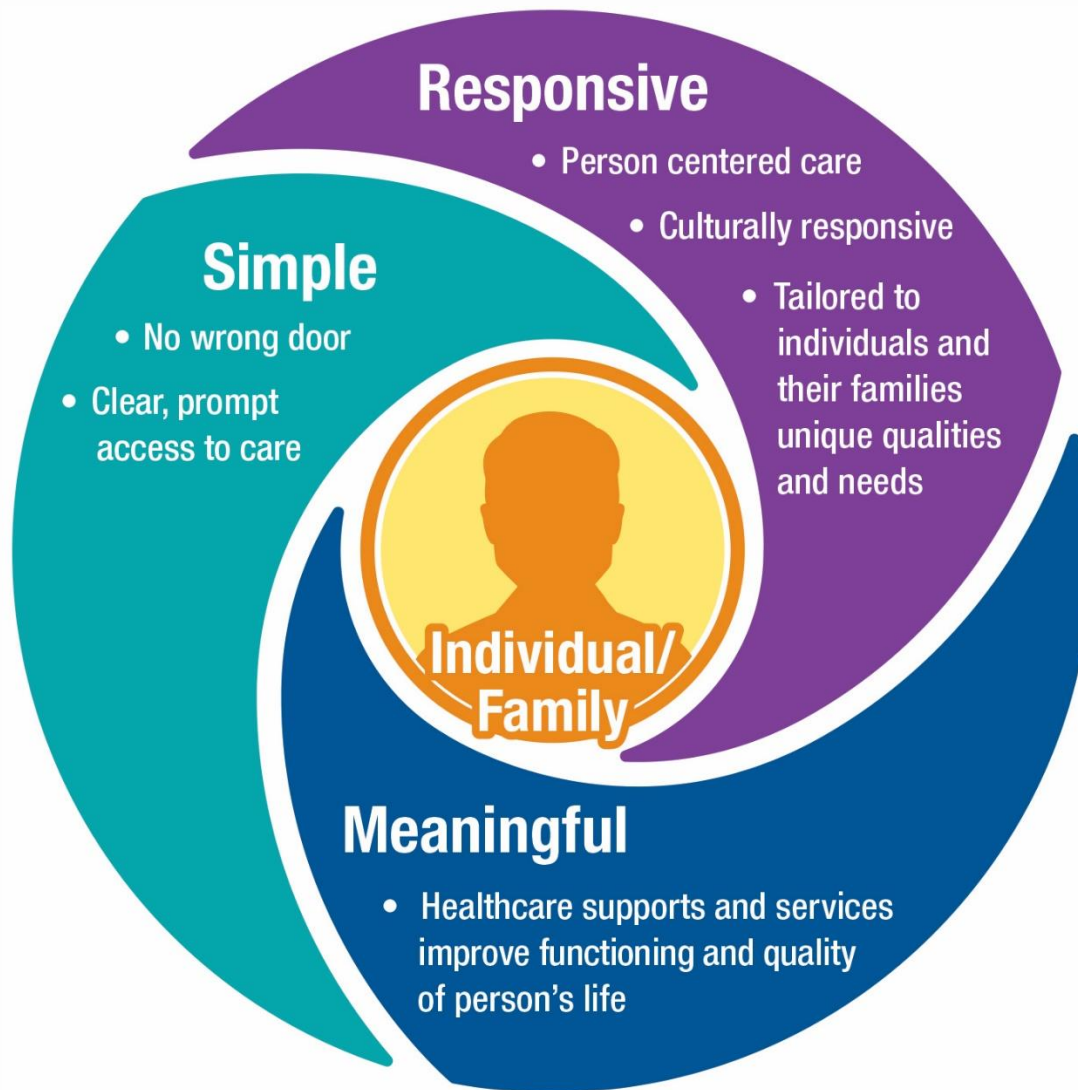 Responsive
• Person centered care
• Culturally responsive
• Tailored to
individuals and
their families
unique qualities
and needs
Simple
• No wrong door
• Clear, prompt
access to care
Individual/
Family
Meaningful
• Healthcare supports and services
improve functioning and quality
of person’s life